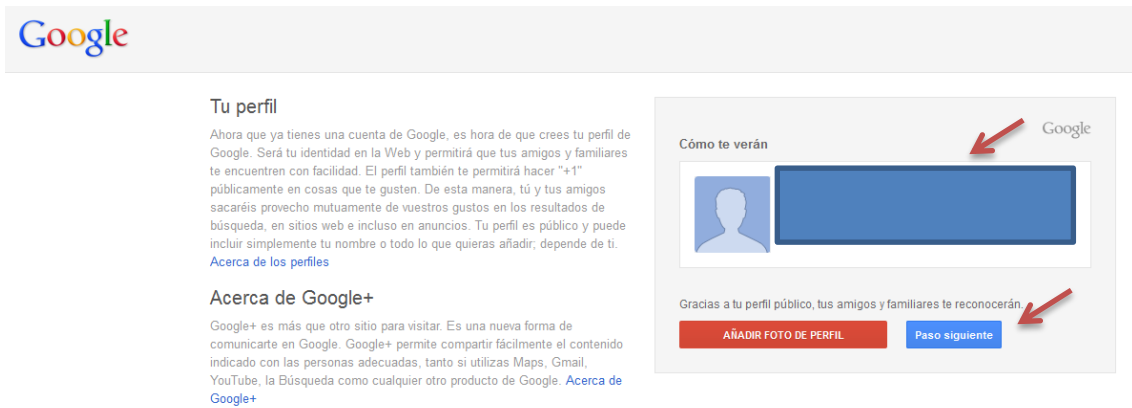 Google
Tu perfil
Ahora que ya tienes una cuenta de Google, es hora de que crees tu perfil de
Google. Será tu identidad en la Web y permitirá que tus amigos y familiares
te encuentren con facilidad. El perfil también te permitirá hacer "+1"
públicamente en cosas que te gusten. De esta manera, tú y tus amigos
sacaréis provecho mutuamente de vuestros gustos en los resultados de
búsqueda, en sitios web e incluso en anuncios. Tu perfil es público y puede
incluir simplemente tu nombre o todo lo que quieras añadir; depende de ti.
Acerca de los perfiles
Acerca de Google+
Google+ es más que otro sitio para visitar. Es una nueva forma de
comunicarte en Google. Google+ permite compartir fácilmente el contenido
indicado con las personas adecuadas, tanto si utilizas Maps, Gmail,
YouTube, la Búsqueda como cualquier otro producto de Google. Acerca de
Google+
Google
Cómo te verán
Gracias a tu perfil público, tus amigos y familiares te reconocerán.
AÑADIR FOTO DE PERFIL
Paso siguiente